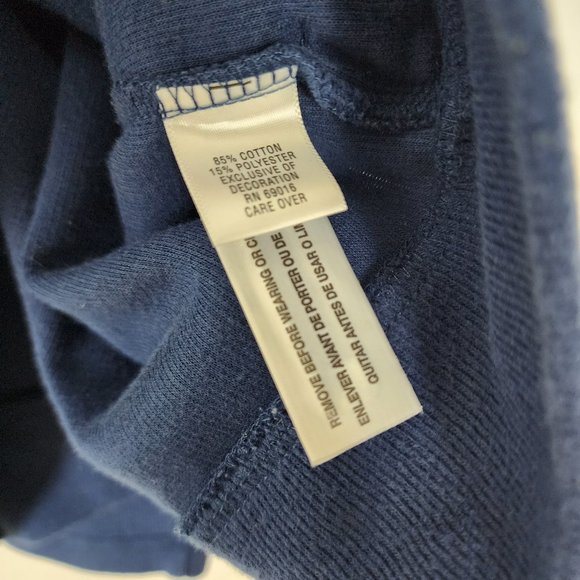 85% COTTON
15% POLYESTER
EXCLUSIVE OF
DECORATION
RN 69016
CARE OVER
REMOVE BEFORE WEARING OR
ENLEVER AVANT DE PORTER OU DE
QUITAR ANTES DE USAR O